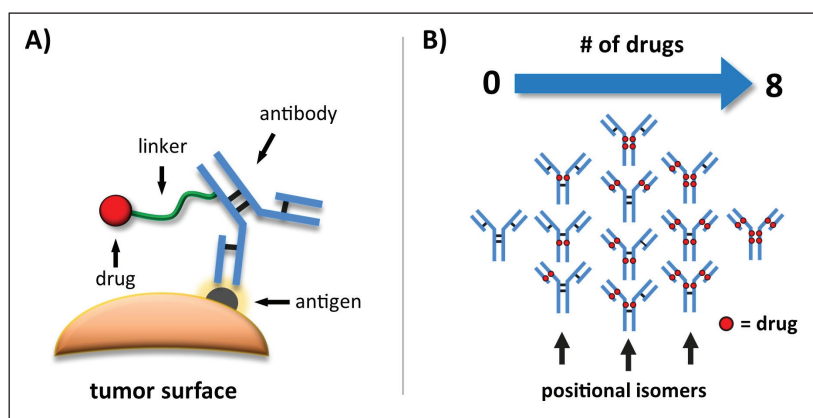 A)
antibody
linker
drug
antigen
tumor surface
B)
# of drugs
0
8
= drug
positional isomers